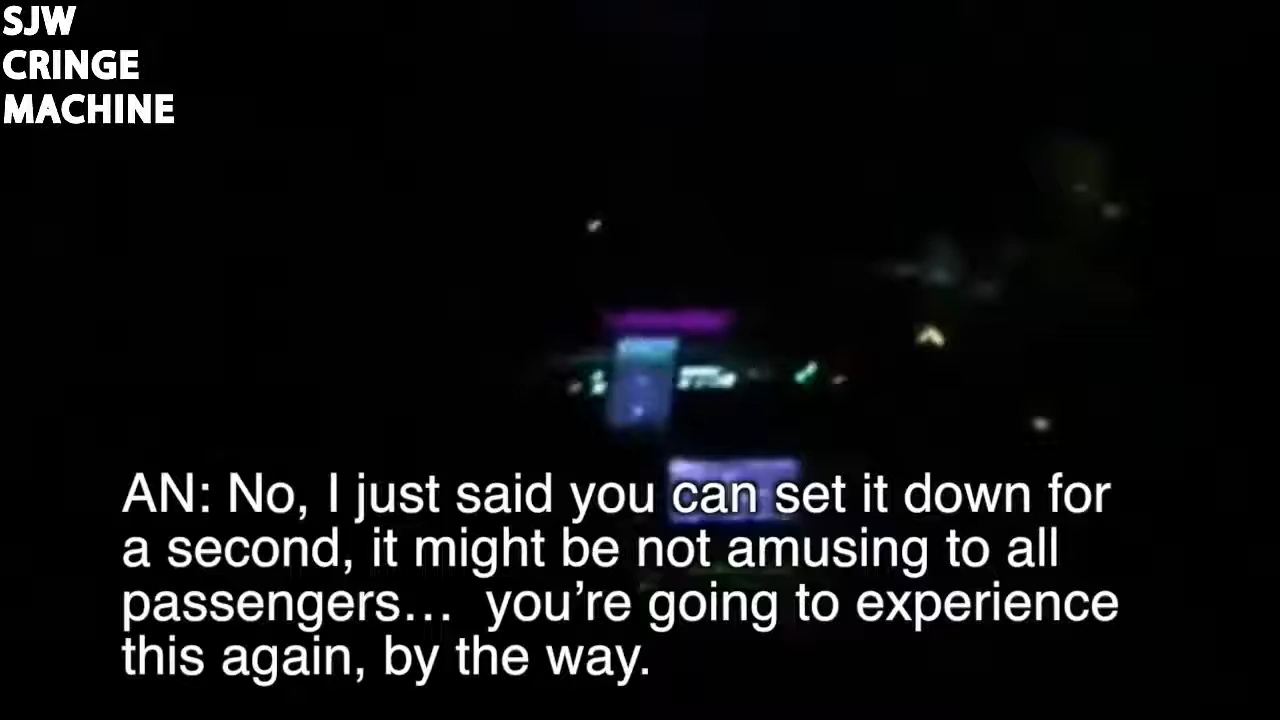 SJW
CRINGE
MACHINE
AN: No, I just said you can set it down for
a second, it might be not amusing to all
passengers…  you’re going to experience
this again, by the way.